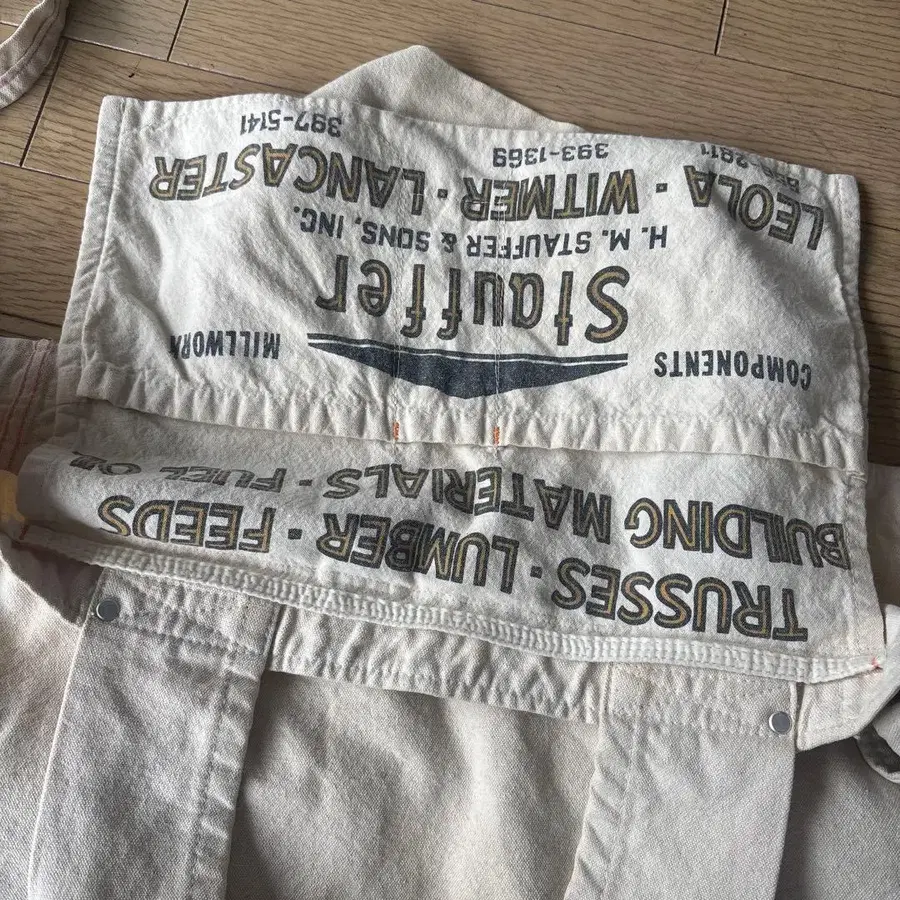 TRUSSES · LUMBER · FEEDS
BUILDING MATERIALS · FUEL OIL
COMPONENTS MILLWORK
Stauffer
H. M. STAUFFER & SONS, INC.
LEOLA · WITMER · LANCASTER
393-1369 397-5141